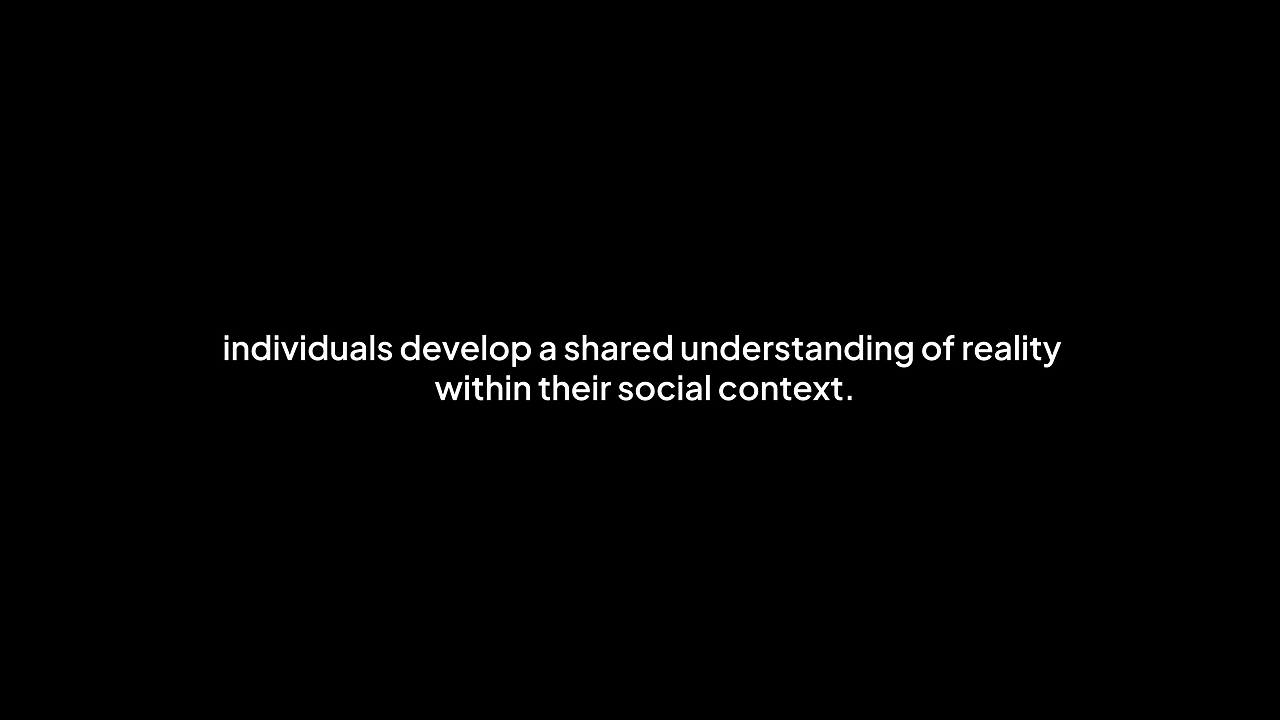 individuals develop a shared understanding of reality
within their social context.